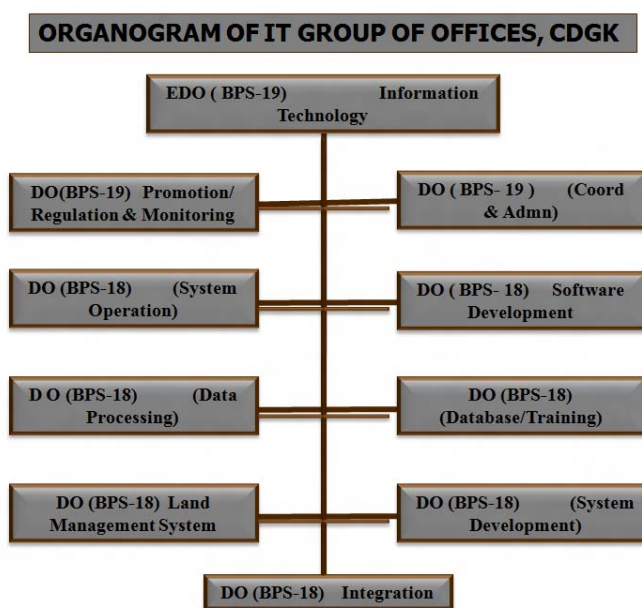 ORGANOGRAM OF IT GROUP OF OFFICES, CDGK
EDO ( BPS-19) Information
Technology
DO(BPS-19) Promotion/
Regulation & Monitoring
DO ( BPS- 19 ) (Coord
& Admn)
DO (BPS-18) (System
Operation)
DO ( BPS- 18) Software
Development
D O (BPS-18) (Data
Processing)
DO (BPS-18)
(Database/Training)
DO (BPS-18) Land
Management System
DO (BPS-18) (System
Development)
DO (BPS-18) Integration